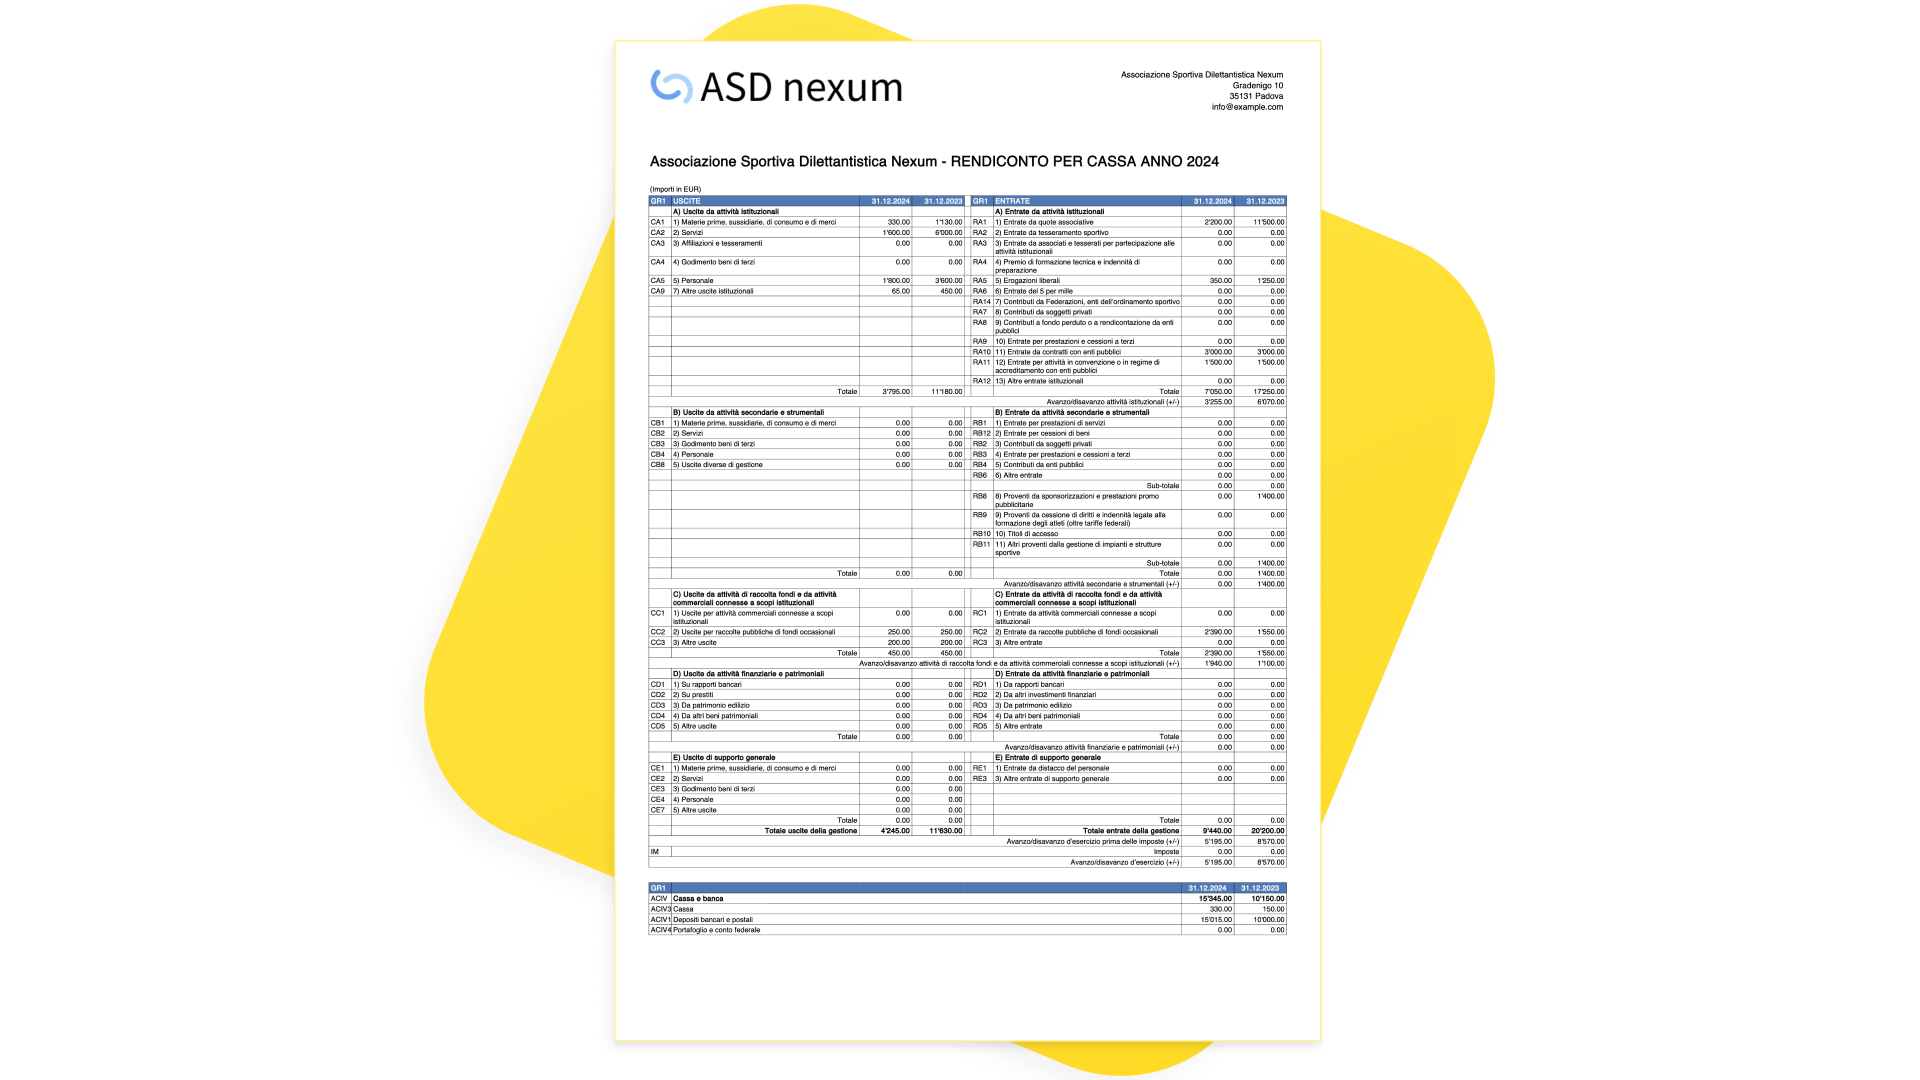 ASD nexum
Associazione Sportiva Dilettantistica Nexum
Gradenigo 10
35131 Padova
info@example.com
Associazione Sportiva Dilettantistica Nexum - RENDICONTO PER CASSA ANNO 2024
(Importi in EUR)
GR1 USCITE 31.12.2024 31.12.2023 GR1 ENTRATE 31.12.2024 31.12.2023
A) Uscite da attività istituzionali A) Entrate da attività istituzionali
CA1 1) Materie prime, sussidiarie, di consumo e di merci 330.00 1'130.00 RA1 1) Entrate da quote associative 2'200.00 11'500.00
CA2 2) Servizi 1'600.00 6'000.00 RA2 2) Entrate da tesseramento sportivo 0.00 0.00
CA3 3) Affiliazioni e tesseramenti 0.00 0.00 RA3 3) Entrate da associati e tesserati per partecipazione alle 0.00 0.00
attività istituzionali
CA4 4) Godimento beni di terzi 0.00 0.00 RA4 4) Premio di formazione tecnica e indennità di 0.00 0.00
preparazione
CA5 5) Personale 1'800.00 3'600.00 RA5 5) Erogazioni liberali 350.00 1'250.00
CA9 7) Altre uscite istituzionali 65.00 450.00 RA6 6) Entrate del 5 per mille 0.00 0.00
RA14 7) Contributi da Federazioni, enti dell'ordinamento sportivo 0.00 0.00
RA7 8) Contributi da soggetti privati 0.00 0.00
RA8 9) Contributi a fondo perduto o a rendicontazione da enti 0.00 0.00
pubblici
RA9 10) Entrate per prestazioni e cessioni a terzi 0.00 0.00
RA10 11) Entrate da contratti con enti pubblici 3'000.00 3'000.00
RA11 12) Entrate per attività in convenzione o in regime di 1'500.00 1'500.00
accreditamento con enti pubblici
RA12 13) Altre entrate istituzionali 0.00 0.00
Totale 3'795.00 11'180.00 Totale 7'050.00 17'250.00
Avanzo/disavanzo attività istituzionali (+/-) 3'255.00 6'070.00
B) Uscite da attività secondarie e strumentali B) Entrate da attività secondarie e strumentali
CB1 1) Materie prime, sussidiarie, di consumo e di merci 0.00 0.00 RB1 1) Entrate per prestazioni di servizi 0.00 0.00
CB2 2) Servizi 0.00 0.00 RB12 2) Entrate per cessioni di beni 0.00 0.00
CB3 3) Godimento beni di terzi 0.00 0.00 RB2 3) Contributi da soggetti privati 0.00 0.00
CB4 4) Personale 0.00 0.00 RB3 4) Entrate per prestazioni e cessioni a terzi 0.00 0.00
CB8 5) Uscite diverse di gestione 0.00 0.00 RB4 5) Contributi da enti pubblici 0.00 0.00
RB6 6) Altre entrate 0.00 0.00
Sub-totale 0.00 0.00
RB8 8) Proventi da sponsorizzazioni e prestazioni promo 0.00 1'400.00
pubblicitarie
RB9 9) Proventi da cessione di diritti e indennità legate alla 0.00 0.00
formazione degli atleti (oltre tariffe federali)
RB10 10) Titoli di accesso 0.00 0.00
RB11 11) Altri proventi dalla gestione di impianti e strutture 0.00 0.00
sportive
Sub-totale 0.00 1'400.00
Totale 0.00 0.00 Totale 0.00 1'400.00
Avanzo/disavanzo attività secondarie e strumentali (+/-) 0.00 1'400.00
C) Uscite da attività di raccolta fondi e da attività C) Entrate da attività di raccolta fondi e da attività
commerciali connesse a scopi istituzionali commerciali connesse a scopi istituzionali
CC1 1) Uscite per attività commerciali connesse a scopi 0.00 0.00 RC1 1) Entrate da attività commerciali connesse a scopi 0.00 0.00
istituzionali istituzionali
CC2 2) Uscite per raccolte pubbliche di fondi occasionali 250.00 250.00 RC2 2) Entrate da raccolte pubbliche di fondi occasionali 2'390.00 1'550.00
CC3 3) Altre uscite 200.00 200.00 RC3 3) Altre entrate 0.00 0.00
Totale 450.00 450.00 Totale 2'390.00 1'550.00
Avanzo/disavanzo attività di raccolta fondi e da attività commerciali connesse a scopi istituzionali (+/-) 1'940.00 1'100.00
D) Uscite da attività finanziarie e patrimoniali D) Entrate da attività finanziarie e patrimoniali
CD1 1) Su rapporti bancari 0.00 0.00 RD1 1) Da rapporti bancari 0.00 0.00
CD2 2) Su prestiti 0.00 0.00 RD2 2) Da altri investimenti finanziari 0.00 0.00
CD3 3) Da patrimonio edilizio 0.00 0.00 RD3 3) Da patrimonio edilizio 0.00 0.00
CD4 4) Da altri beni patrimoniali 0.00 0.00 RD4 4) Da altri beni patrimoniali 0.00 0.00
CD5 5) Altre uscite 0.00 0.00 RD5 5) Altre entrate 0.00 0.00
Totale 0.00 0.00 Totale 0.00 0.00
Avanzo/disavanzo attività finanziarie e patrimoniali (+/-) 0.00 0.00
E) Uscite di supporto generale E) Entrate di supporto generale
CE1 1) Materie prime, sussidiarie, di consumo e di merci 0.00 0.00 RE1 1) Entrate da distacco del personale 0.00 0.00
CE2 2) Servizi 0.00 0.00 RE3 3) Altre entrate di supporto generale 0.00 0.00
CE3 3) Godimento beni di terzi 0.00 0.00
CE4 4) Personale 0.00 0.00
CE7 5) Altre uscite 0.00 0.00
Totale 0.00 0.00 Totale 0.00 0.00
Totale uscite della gestione 4'245.00 11'630.00 Totale entrate della gestione 9'440.00 20'200.00
Avanzo/disavanzo d'esercizio prima delle imposte (+/-) 5'195.00 8'570.00
IM Imposte 0.00 0.00
Avanzo/disavanzo d'esercizio (+/-) 5'195.00 8'570.00
GR1 31.12.2024 31.12.2023
ACIV Cassa e banca 15'345.00 10'150.00
ACIV3 Cassa 330.00 150.00
ACIV1 Depositi bancari e postali 15'015.00 10'000.00
ACIV4 Portafoglio e conto federale 0.00 0.00